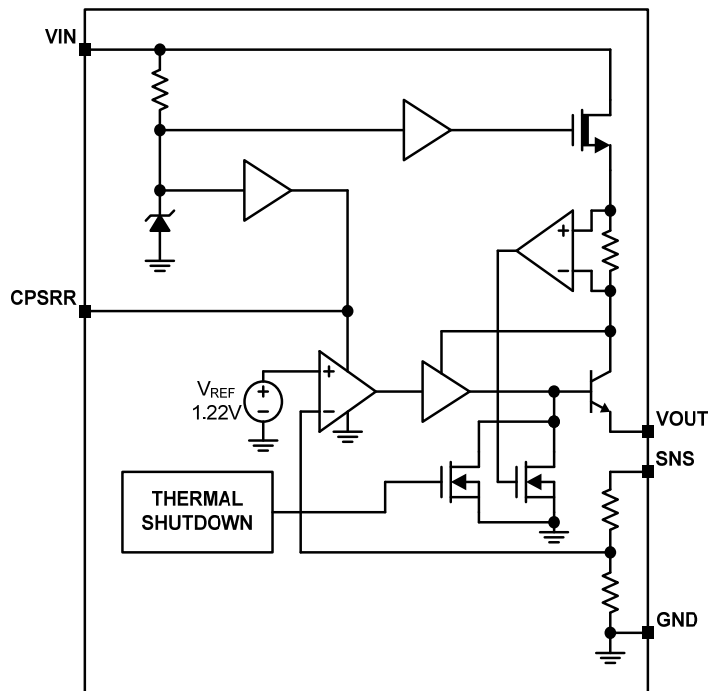 VIN
CPSRR
+
−
VREF
1.22V
+
−
+
−
VOUT
SNS
THERMAL
SHUTDOWN
GND